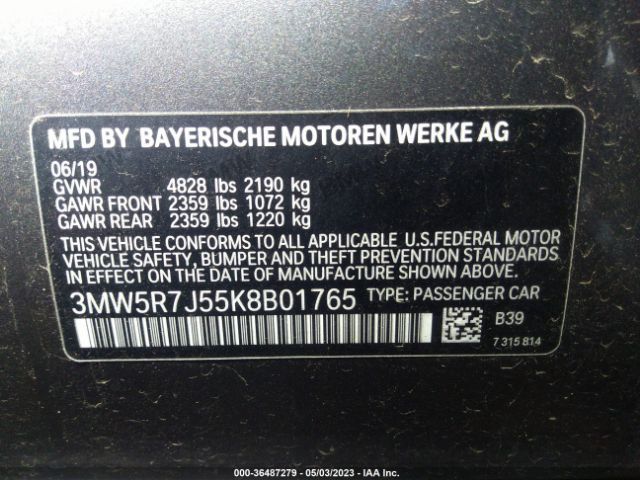 MFD BY BAYERISCHE MOTOREN WERKE AG
06/19
GVWR 4828 lbs 2190 kg
GAWR FRONT 2359 lbs 1072 kg
GAWR REAR 2359 lbs 1220 kg
THIS VEHICLE CONFORMS TO ALL APPLICABLE U.S.FEDERAL MOTOR
VEHICLE SAFETY, BUMPER AND THEFT PREVENTION STANDARDS
IN EFFECT ON THE DATE OF MANUFACTURE SHOWN ABOVE.
3MW5R7J55K8B01765 TYPE: PASSENGER CAR
B39
7 315 814
000-36487279 - 05/03/2023 - IAA Inc.